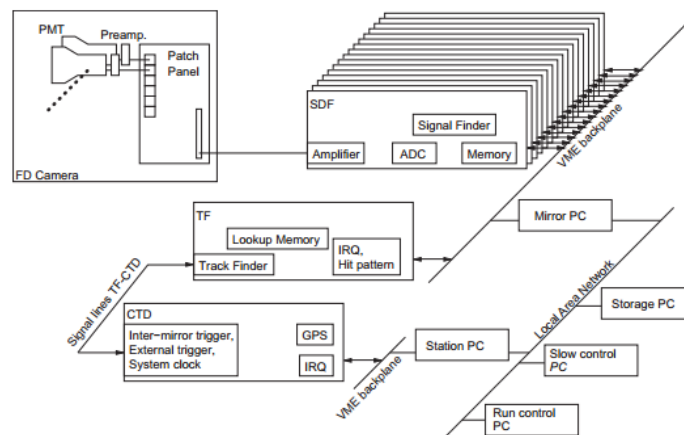 PMT
Preamp.
Patch
Panel
FD Camera
SDF
Signal Finder
Amplifier
ADC
Memory
VME backplane
TF
Lookup Memory
Track Finder
IRQ,
Hit pattern
Mirror PC
Signal lines TF-CTD
CTD
Inter-mirror trigger,
External trigger,
System clock
GPS
IRQ
VME backplane
Station PC
Local Area Network
Storage PC
Slow control
PC
Run control
PC